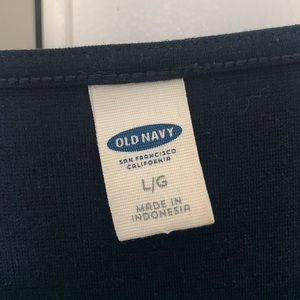 OLD NAVY
SAN FRANCISCO
CALIFORNIA
L/G
MADE IN
INDONESIA